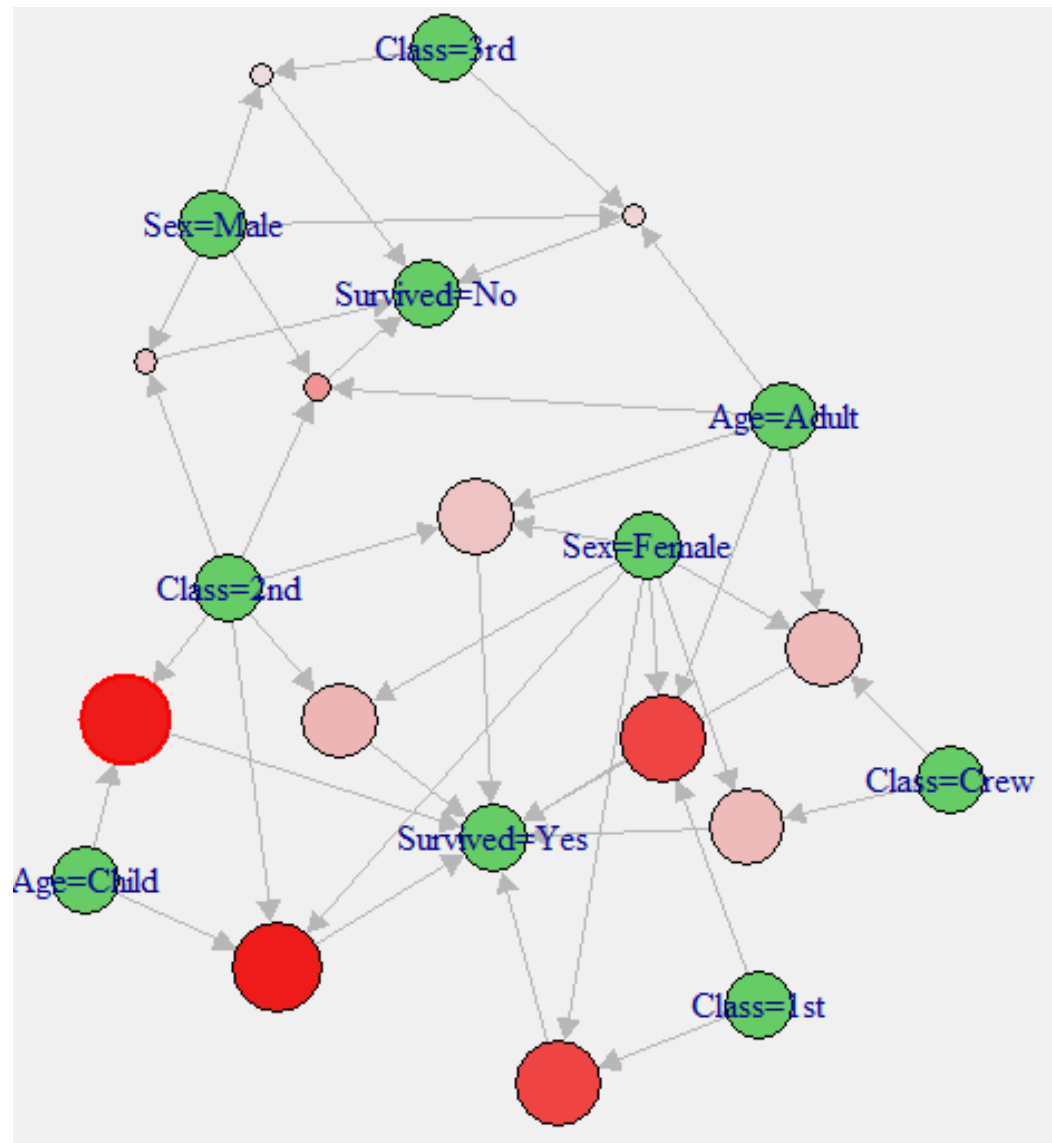 Class=3rd
Sex=Male
Survived=No
Age=Adult
Sex=Female
Class=2nd
Class=Crew
Survived=Yes
Age=Child
Class=1st